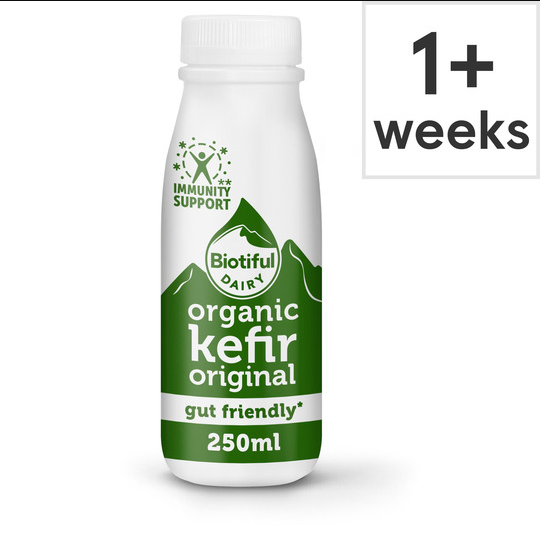 1+
weeks
IMMUNITY**
SUPPORT
Biotiful
DAIRY
organic
kefir
original
gut friendly*
250ml